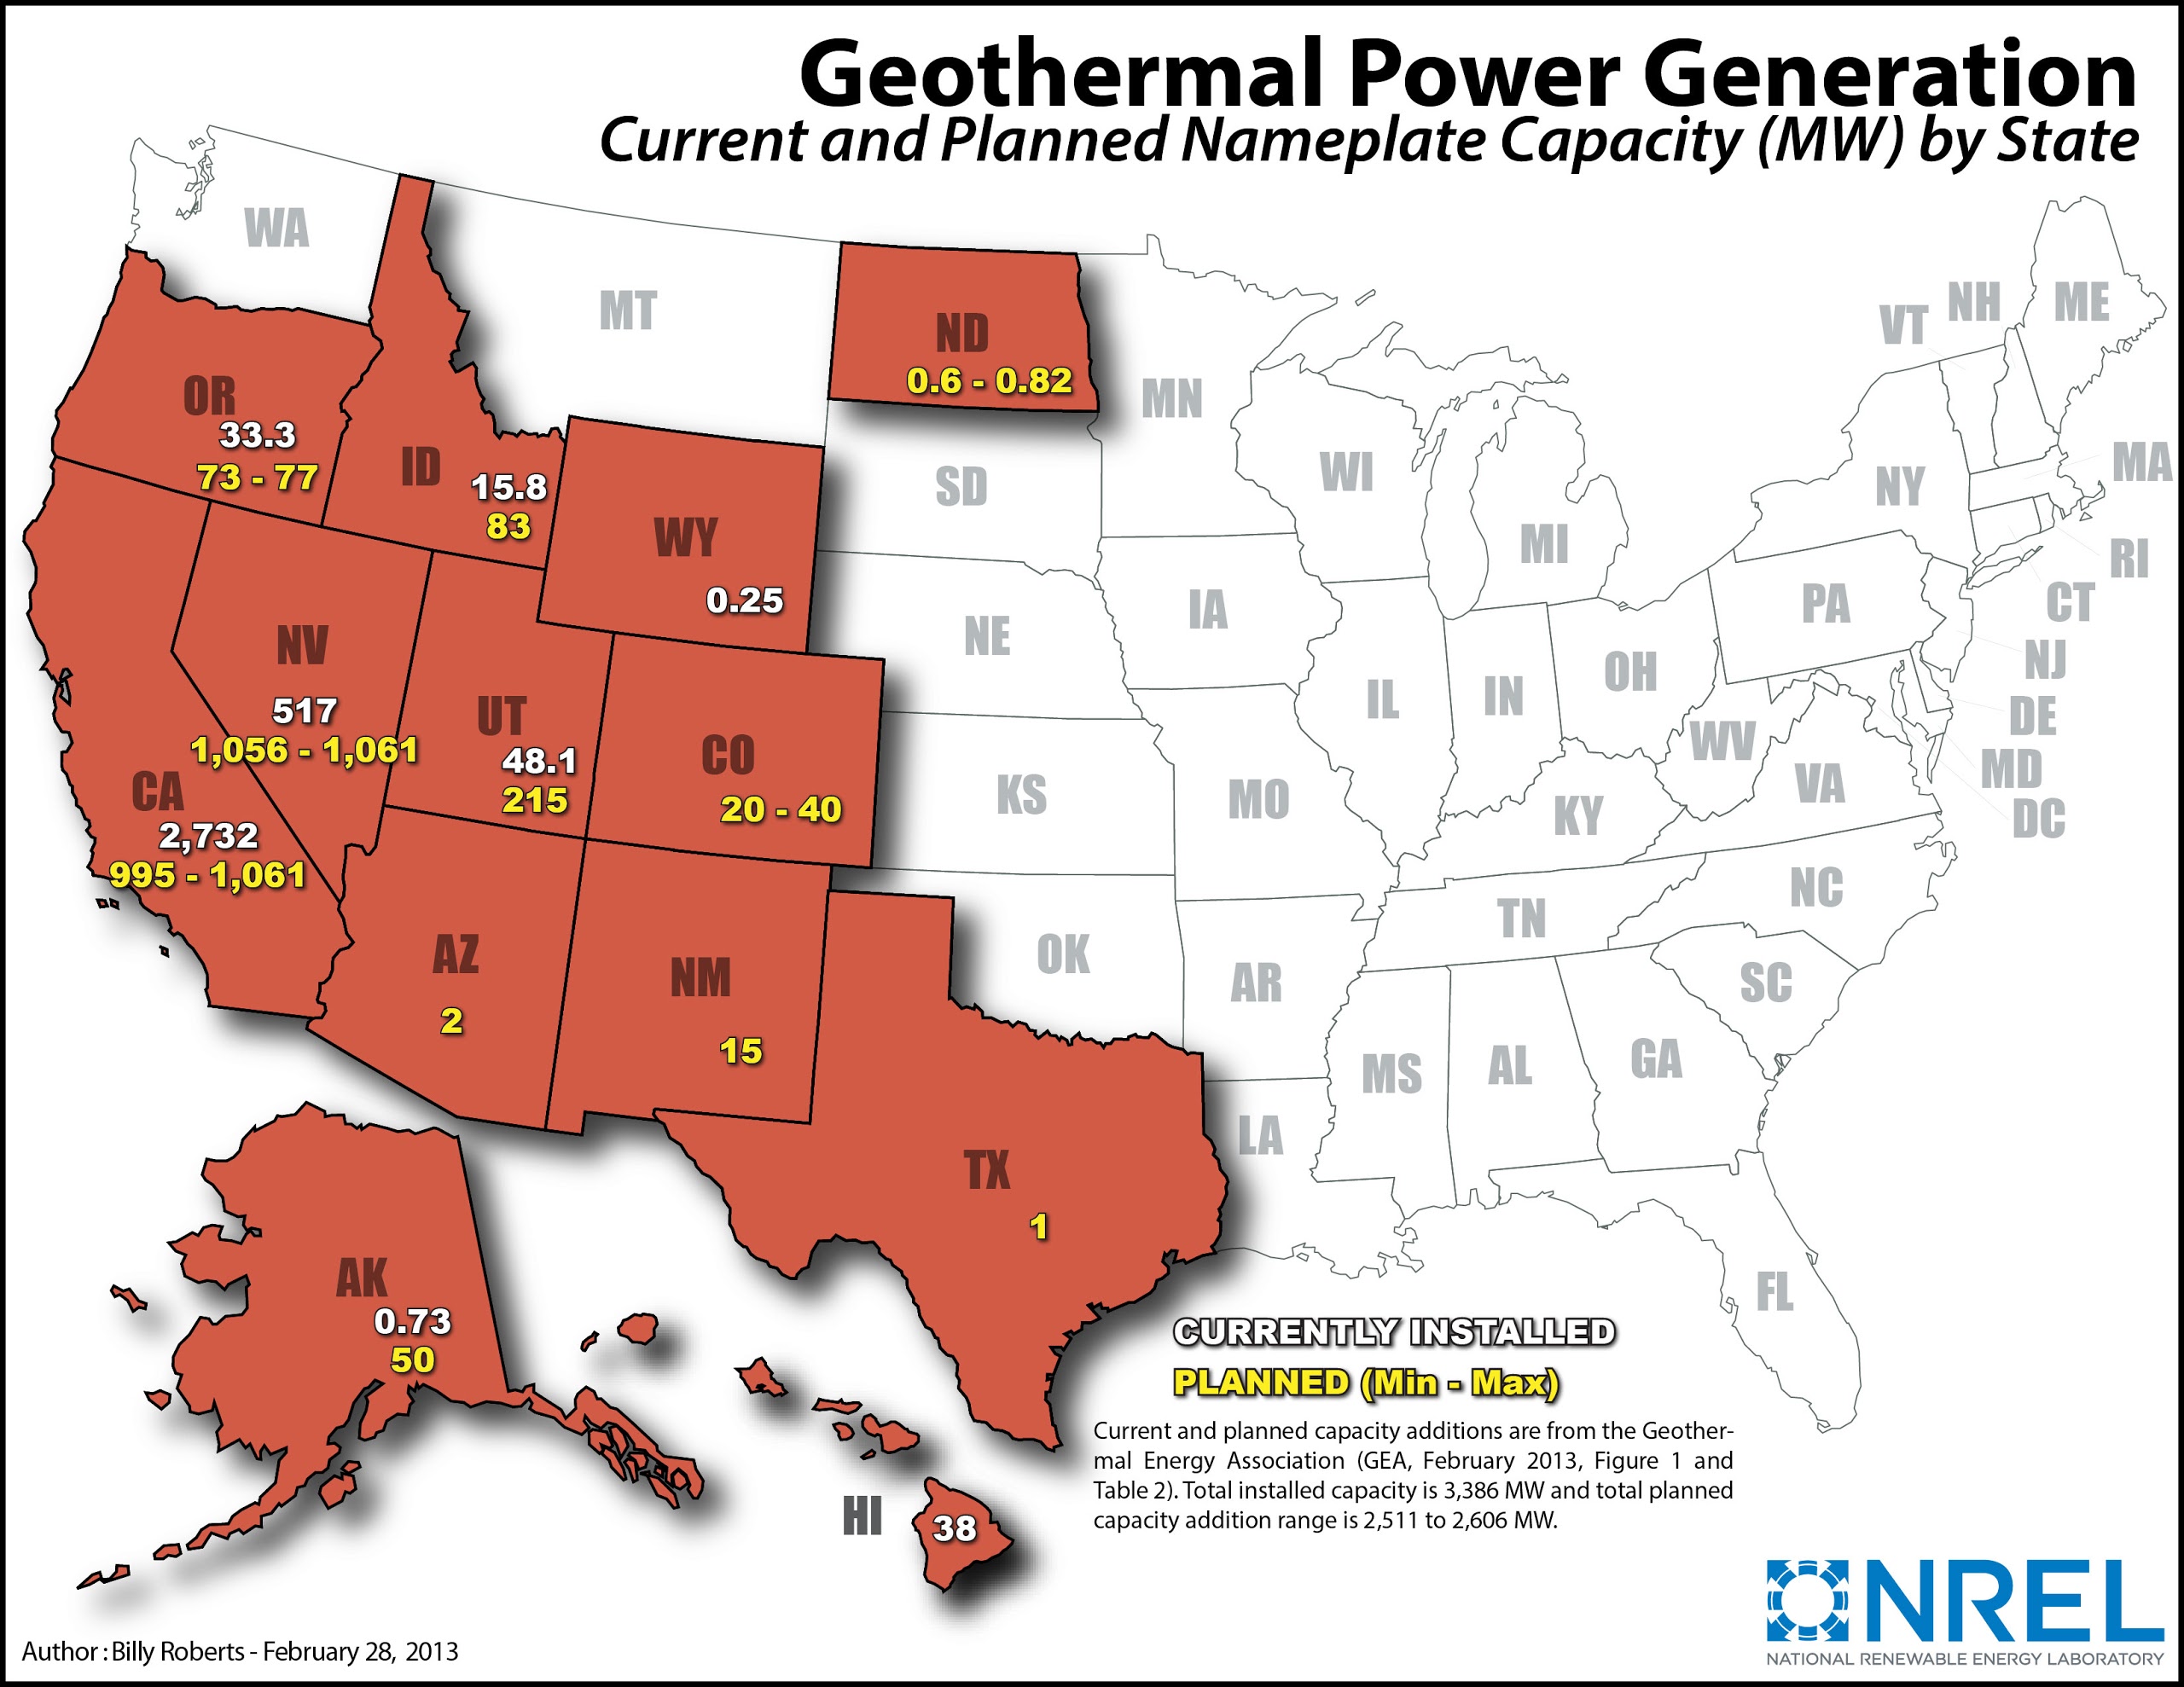 Geothermal Power Generation
Current and Planned Nameplate Capacity (MW) by State
WA
MT
ND
0.6 - 0.82
MN
VT
NH
ME
OR
33.3
73 - 77
ID
15.8
83
WY
0.25
SD
WI
MI
NY
MA
RI
CT
NJ
DE
MD
DC
NV
517
1,056 - 1,061
UT
48.1
215
CO
20 - 40
NE
IA
IL
IN
OH
PA
WV
VA
CA
2,732
995 - 1,061
KS
MO
KY
NC
AZ
2
NM
15
OK
AR
TN
SC
TX
1
LA
MS
AL
GA
FL
AK
0.73
50
HI
38
CURRENTLY INSTALLED
PLANNED (Min - Max)
Current and planned capacity additions are from the Geother-
mal Energy Association (GEA, February 2013, Figure 1 and
Table 2). Total installed capacity is 3,386 MW and total planned
capacity addition range is 2,511 to 2,606 MW.
Author : Billy Roberts - February 28, 2013
NREL
NATIONAL RENEWABLE ENERGY LABORATORY